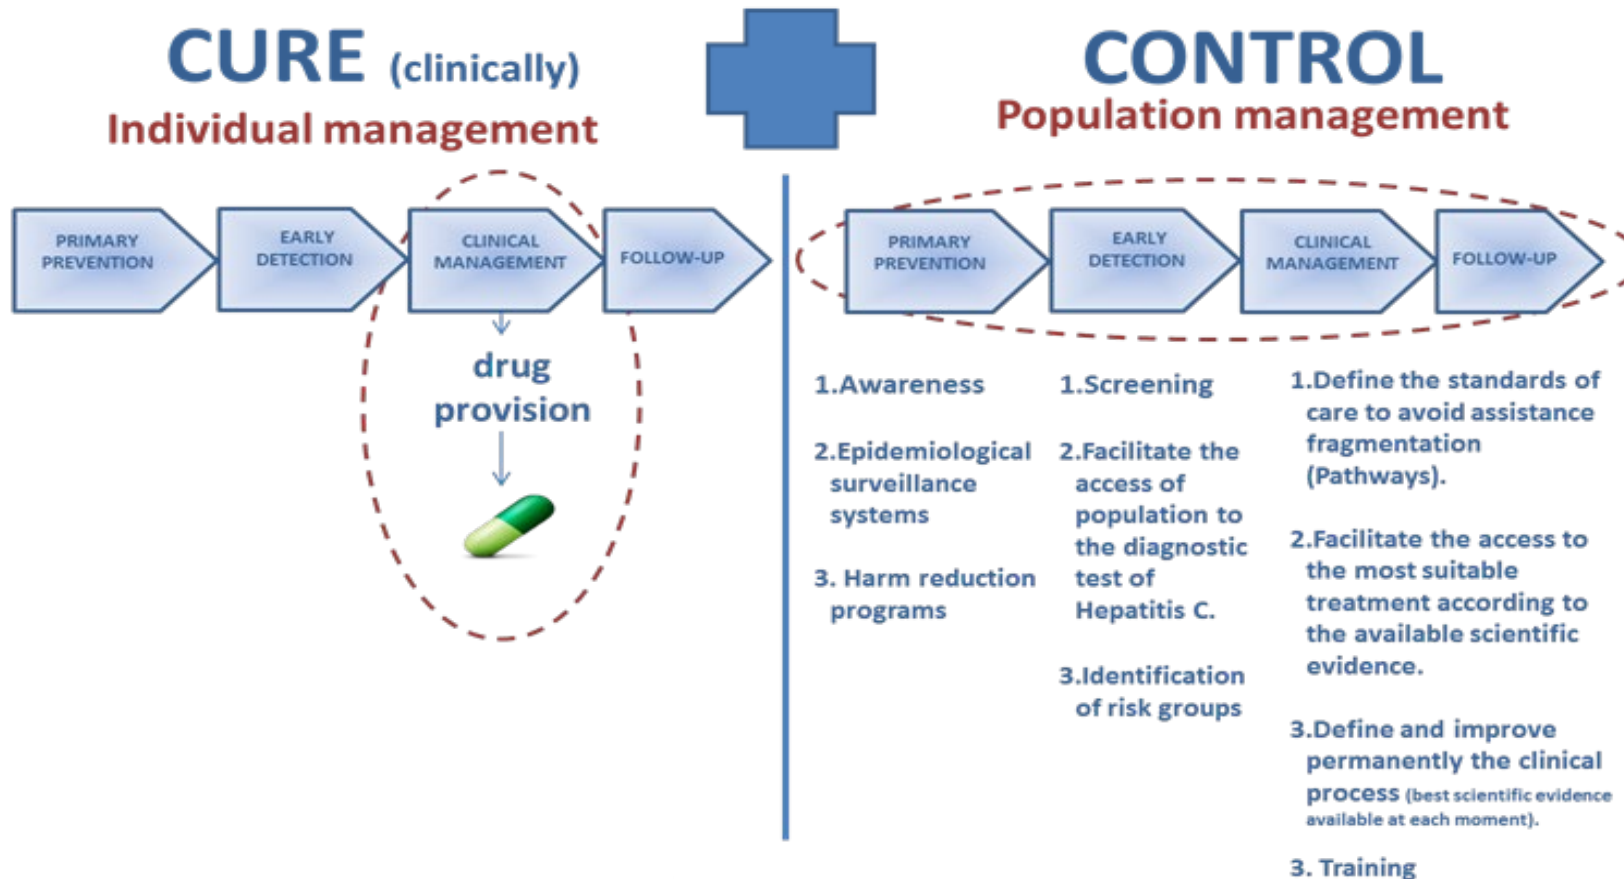 CURE (clinically)
Individual management
PRIMARY
PREVENTION
EARLY
DETECTION
CLINICAL
MANAGEMENT
FOLLOW-UP
drug
provision
CONTROL
Population management
PRIMARY
PREVENTION
EARLY
DETECTION
CLINICAL
MANAGEMENT
FOLLOW-UP
1.Awareness
2.Epidemiological
surveillance
systems
3. Harm reduction
programs
1.Screening
2.Facilitate the
access of
population to
the diagnostic
test of
Hepatitis C.
3.Identification
of risk groups
1.Define the standards of
care to avoid assistance
fragmentation
(Pathways).
2.Facilitate the access to
the most suitable
treatment according to
the available scientific
evidence.
3.Define and improve
permanently the clinical
process (best scientific evidence
available at each moment).
3. Training